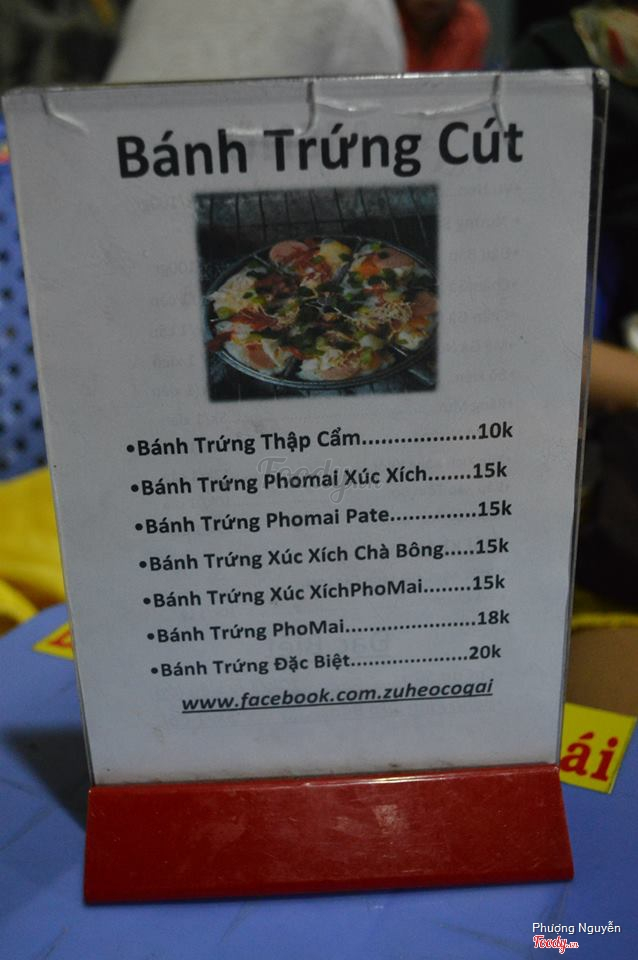 Bánh Trứng Cút
•Bánh Trứng Thập Cẩm..................10k
•Bánh Trứng Phomai Xúc Xích.......15k
•Bánh Trứng Phomai Pate..............15k
•Bánh Trứng Xúc Xích Chà Bông.....15k
•Bánh Trứng Xúc XíchPhoMai........15k
•Bánh Trứng PhoMai.....................18k
•Bánh Trứng Đặc Biệt...................20k
www.facebook.com.zuheocogai
ái
Foody.vn
Phương Nguyễn
Foody.vn